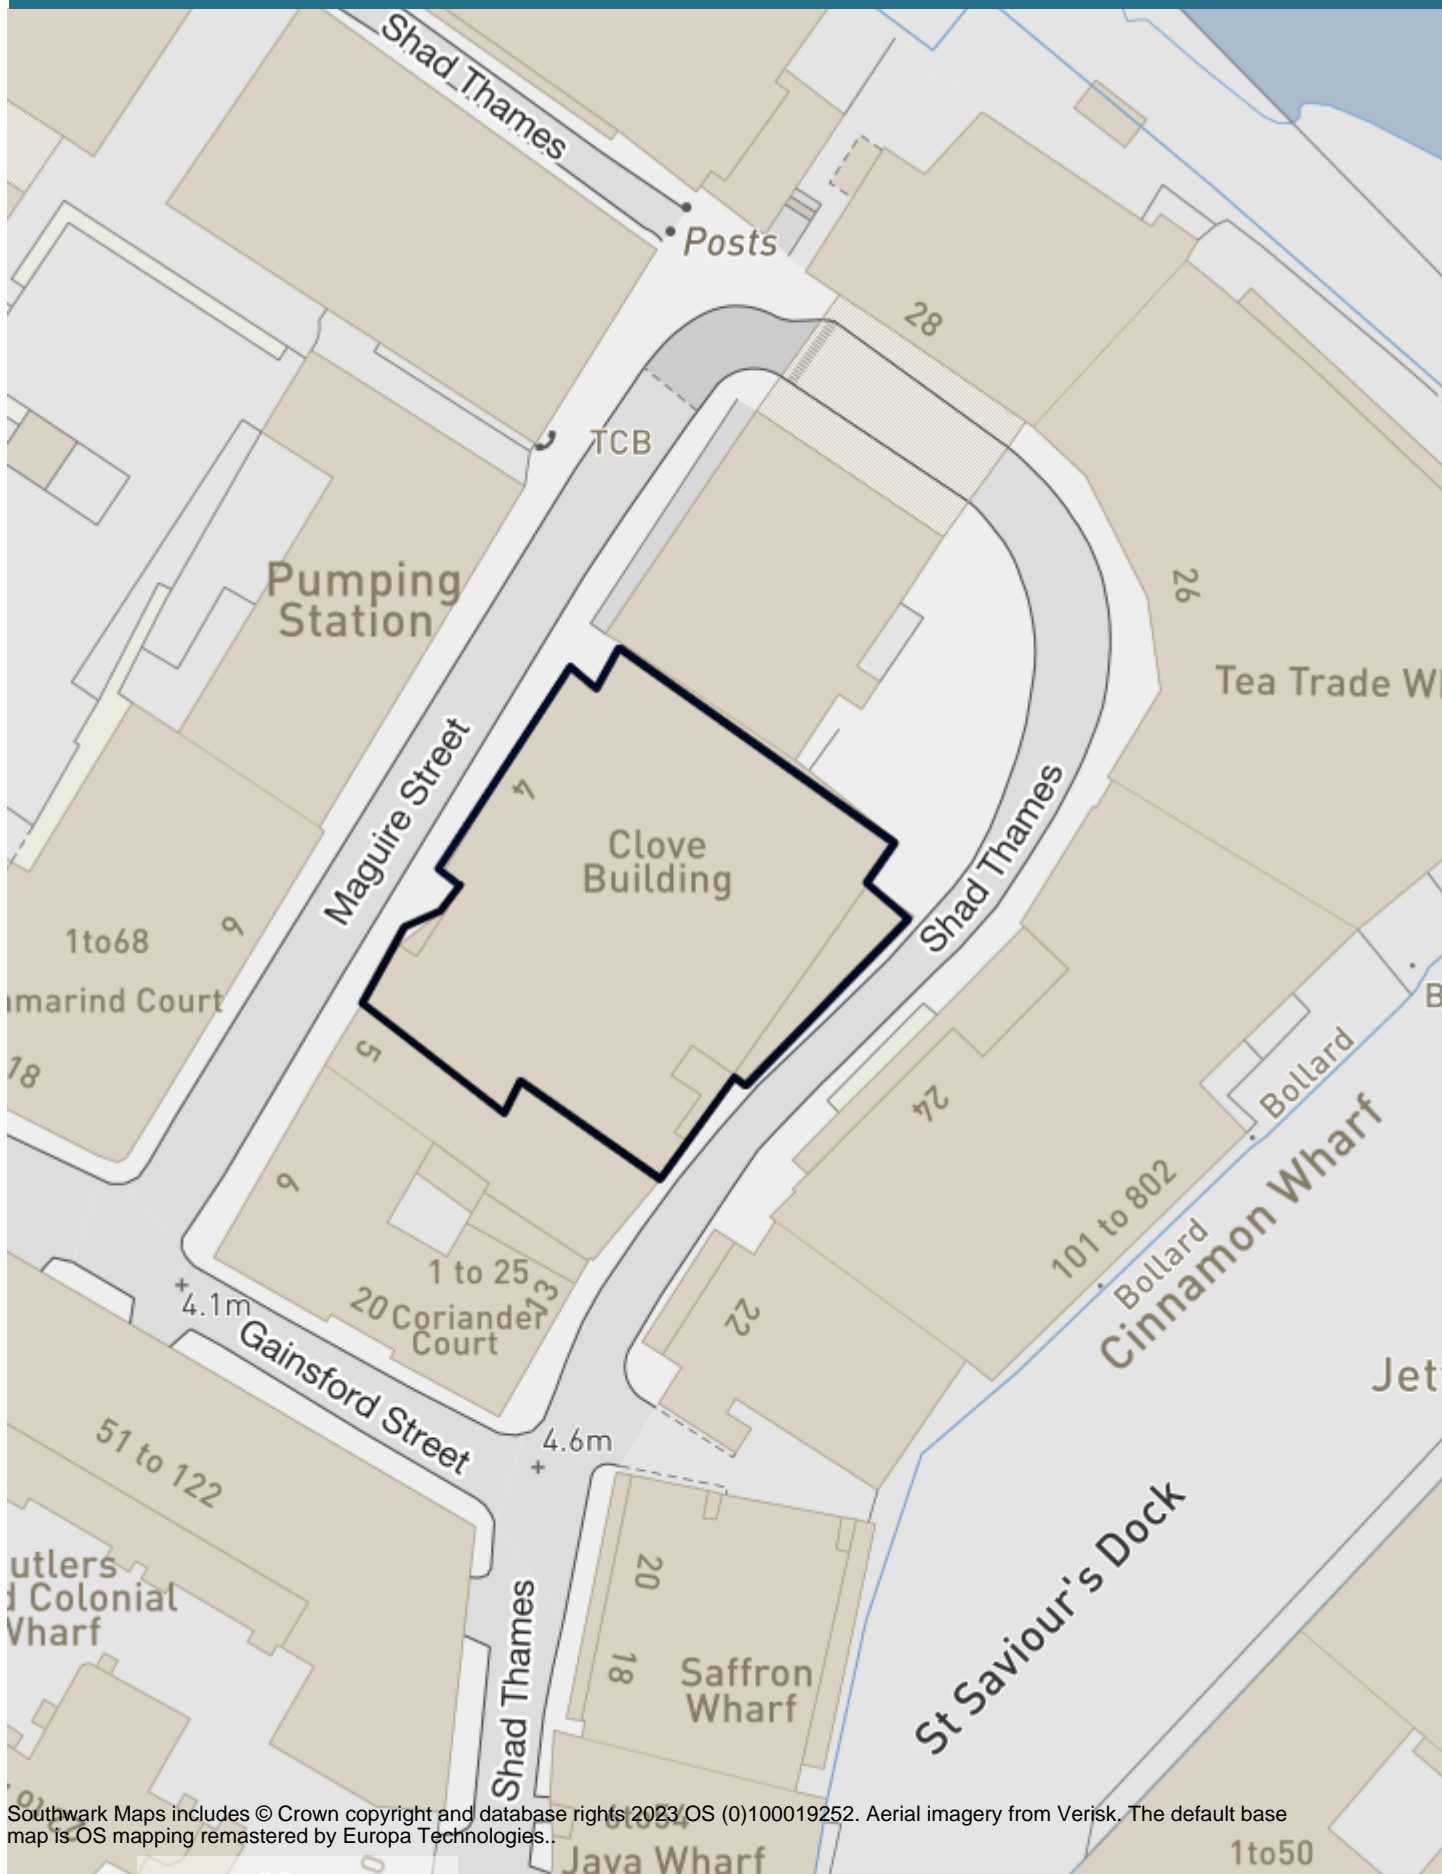 Shad Thames
Posts
28
TCB
Pumping
Station
26
Tea Trade W
Maguire Street
4
Clove
Building
Shad Thames
9
1to68
amarind Court
18
5
24
Bollard
6
101 to 802
Bollard
Cinnamon Wharf
1 to 25
13
20 Coriander
Court
4.1m
22
Gainsford Street
Jet
4.6m
51 to 122
St Saviour's Dock
20
utlers
d Colonial
Wharf
18
Saffron
Wharf
Shad Thames
Southwark Maps includes © Crown copyright and database rights 2023 OS (0)100019252. Aerial imagery from Verisk. The default base
map is OS mapping remastered by Europa Technologies..
6to54
Java Wharf
1to50